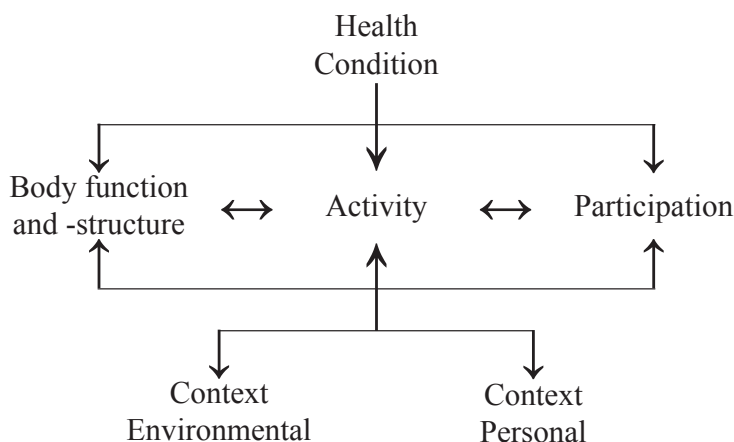 Health
Condition
Body function
and -structure
Activity
Participation
Context
Environmental
Context
Personal